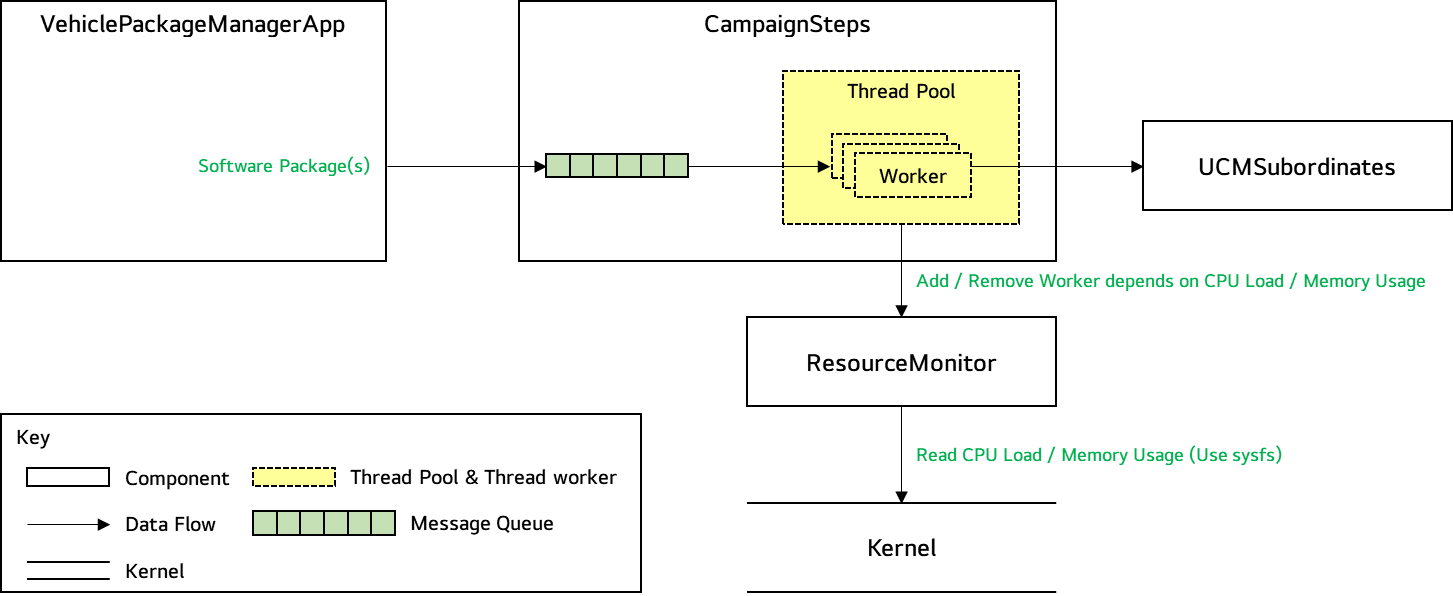 VehiclePackageManagerApp
CampaignSteps
Thread Pool
Software Package(s)
Worker
UCMSubordinates
Add / Remove Worker depends on CPU Load / Memory Usage
ResourceMonitor
Read CPU Load / Memory Usage (Use sysfs)
Kernel
Key
Component
Thread Pool & Thread worker
Data Flow
Message Queue
Kernel